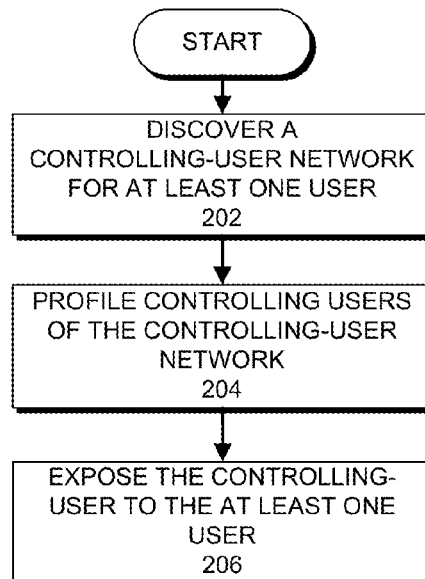 START
DISCOVER A
CONTROLLING-USER NETWORK
FOR AT LEAST ONE USER
202
PROFILE CONTROLLING USERS
OF THE CONTROLLING-USER
NETWORK
204
EXPOSE THE CONTROLLING-
USER TO THE AT LEAST ONE
USER
206